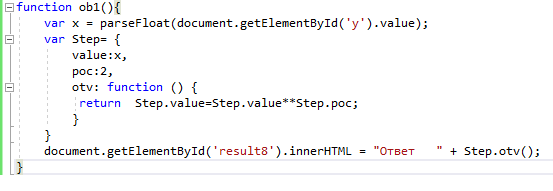 function ob1(){
var x = parseFloat(document.getElementById('y').value);
var Step= {
value:x,
poc:2,
otv: function () {
return  Step.value=Step.value**Step.poc;
}
}
document.getElementById('result8').innerHTML = "Ответ   " + Step.otv();
}